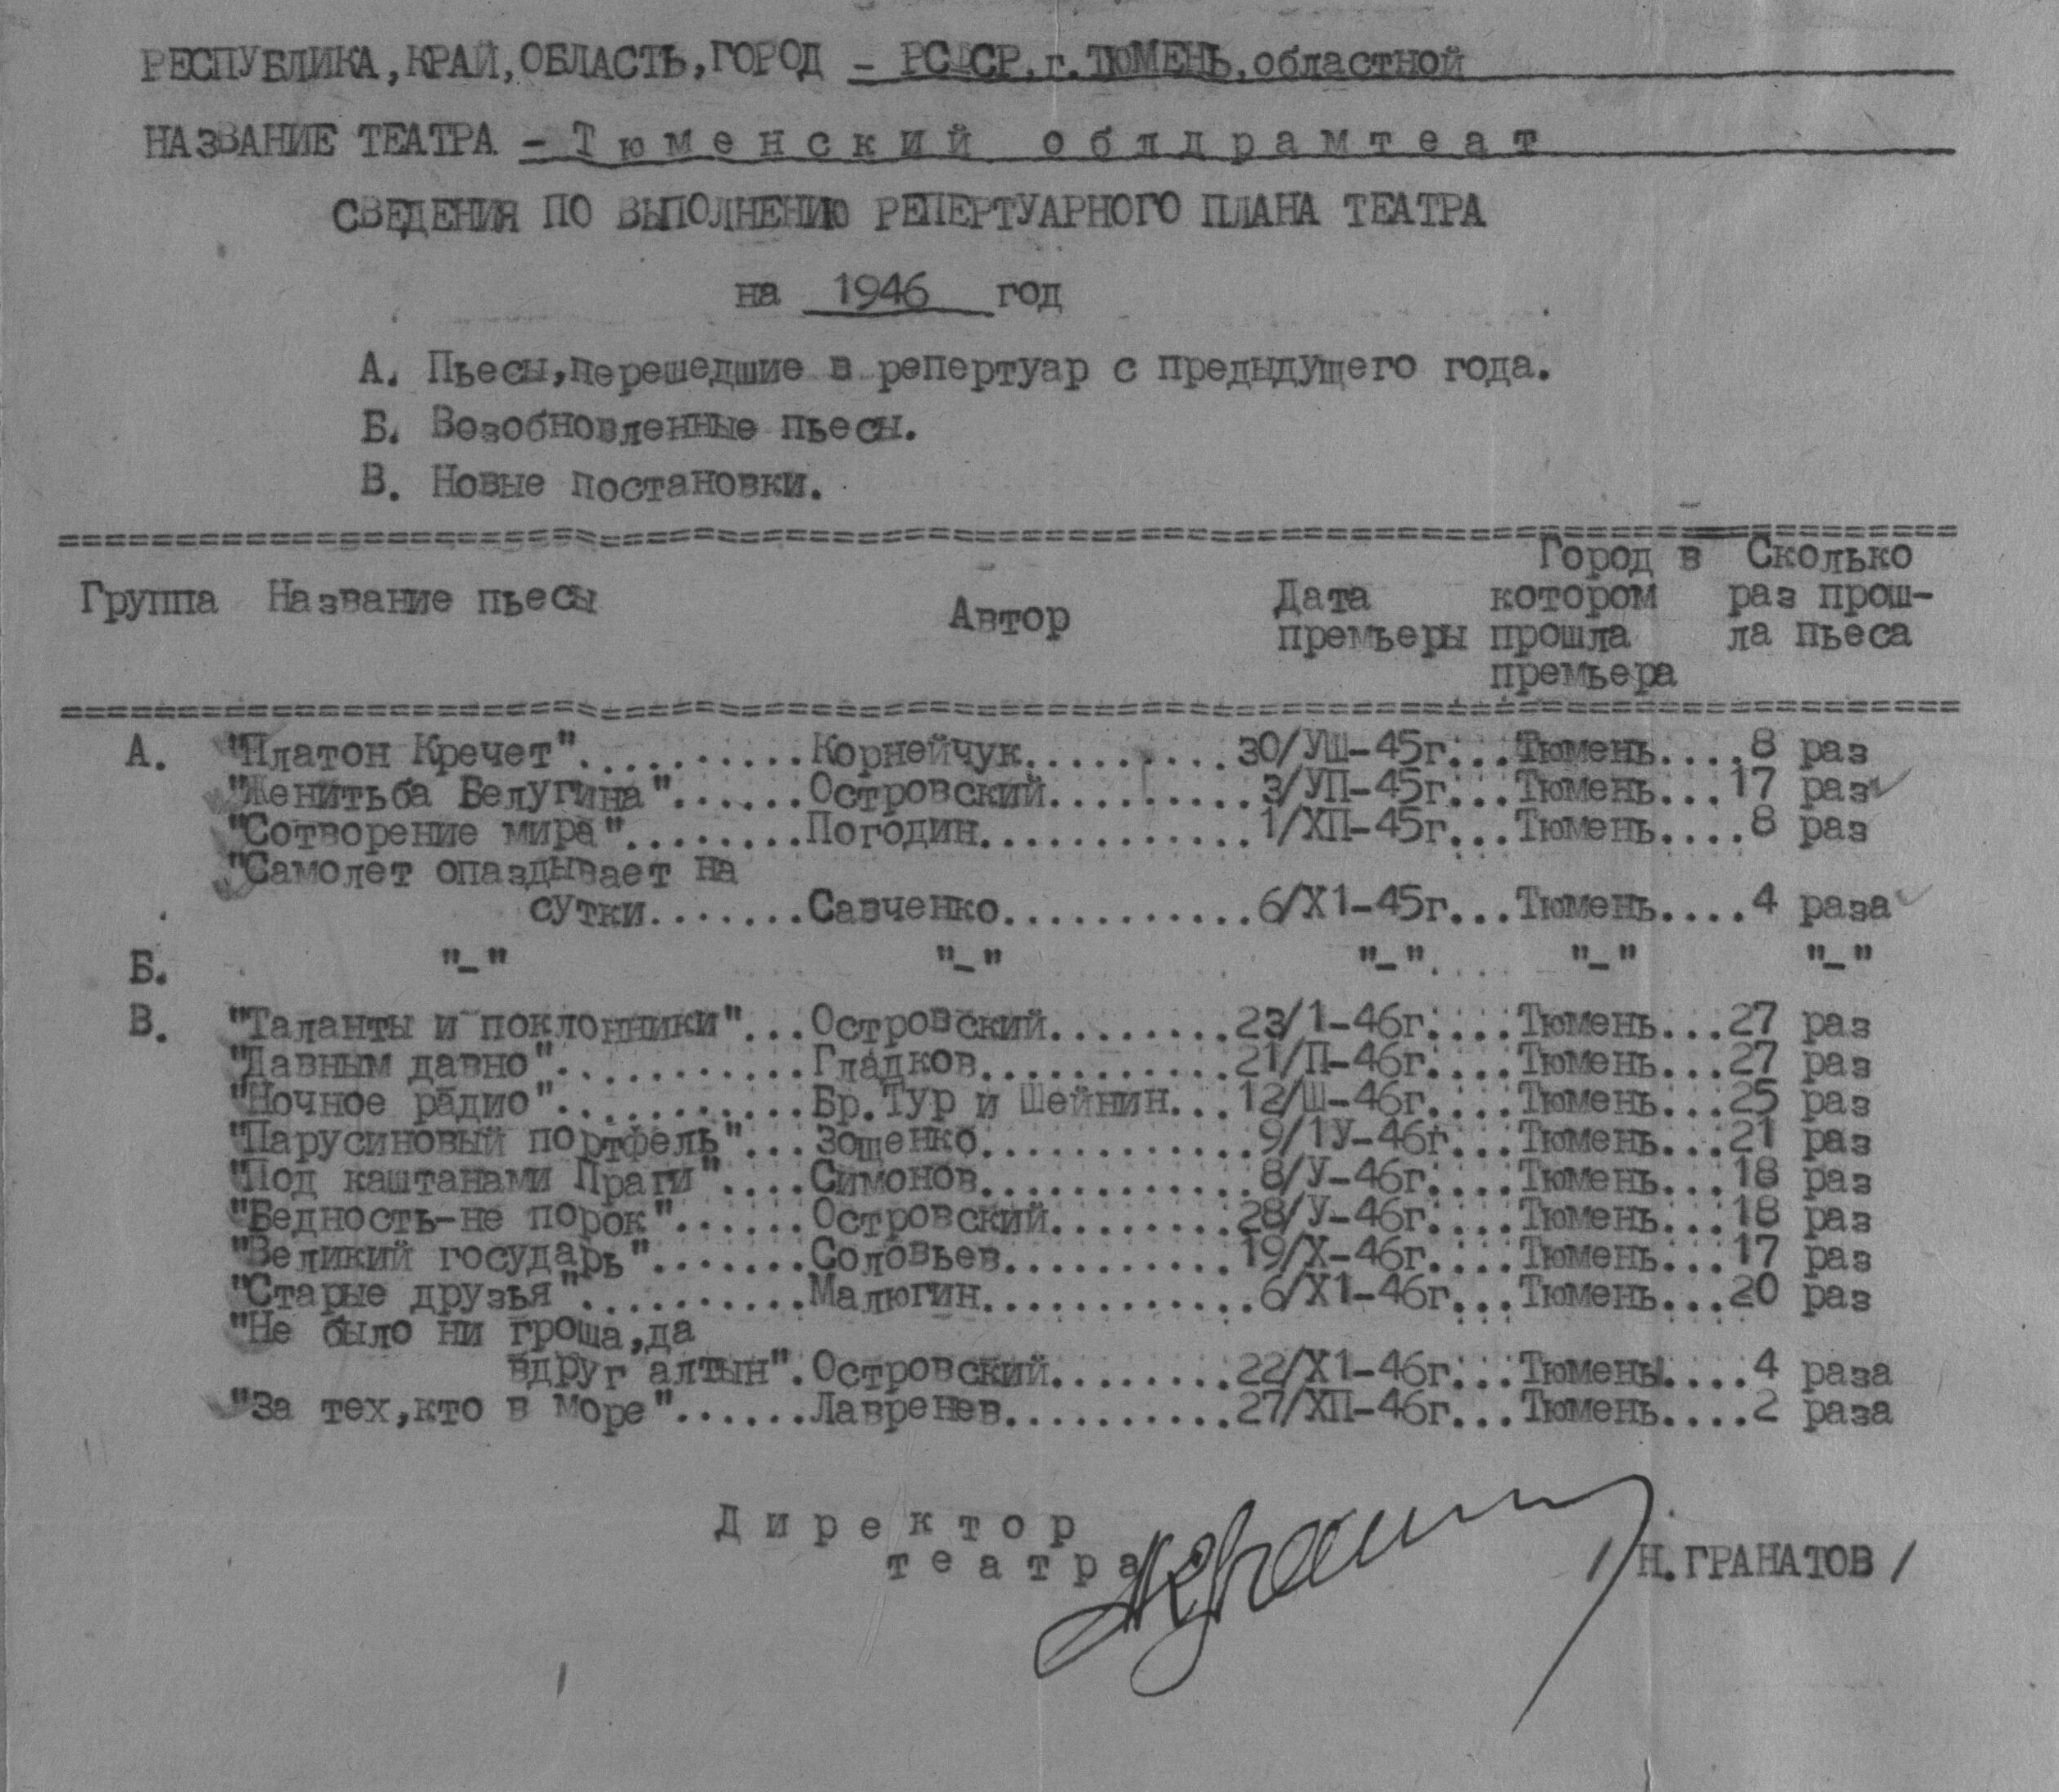 РЕСПУБЛИКА,КРАЙ,ОБЛАСТЬ,ГОРОД - РСФСР.г.ТЮМЕНЬ.областной
НАЗВАНИЕ ТЕАТРА - Тюменский облдрамтеат
СВЕДЕНИЯ ПО ВЫПОЛНЕНИЮ РЕПЕРТУАРНОГО ПЛАНА ТЕАТРА
на 1946 год
А. Пьесы,перешедшие в репертуар с предыдущего года.
Б. Возобновленные пьесы.
В. Новые постановки.
Группа Название пьесы Автор Дата премьеры Город в котором прошла премьера Сколько раз прош-ла пьеса
А. "Платон Кречет"..........Корнейчук.........30/УШ-45г...Тюмень....8 раз
"Женитьба Белугина"......Островский.........3/УП-45г...Тюмень...17 раз
"Сотворение мира"........Погодин............1/ХП-45г...Тюмень....8 раз
"Самолет опаздывает на
сутки.......Савченко...........6/Х1-45г...Тюмень....4 раза
Б. "-" "-" "-" "-" "-"
В. "Таланты и поклонники"...Островский........23/1-46г....Тюмень...27 раз
"Давным давно"...........Гладков...........21/П-46г....Тюмень...27 раз
"Ночное радио"...........Бр.Тур и Шейнин...12/Ш-46г....Тюмень...25 раз
"Парусиновый портфель"...Зощенко............9/1У-46г...Тюмень...21 раз
"Под каштанами Праги"....Симонов............8/У-46г....Тюмень...18 раз
"Бедность-не порок"......Островский........28/У-46г....Тюмень...18 раз
"Великий государь".......Соловьев..........19/Х-46г....Тюмень...17 раз
"Старые друзья"..........Малюгин............6/Х1-46г...Тюмень...20 раз
"Не было ни гроша,да
вдруг алтын".Островский........22/Х1-46г...Тюмень....4 раза
"За тех,кто в море"......Лавренев..........27/ХП-46г...Тюмень....2 раза
Директор
театра
/Н.ГРАНАТОВ/